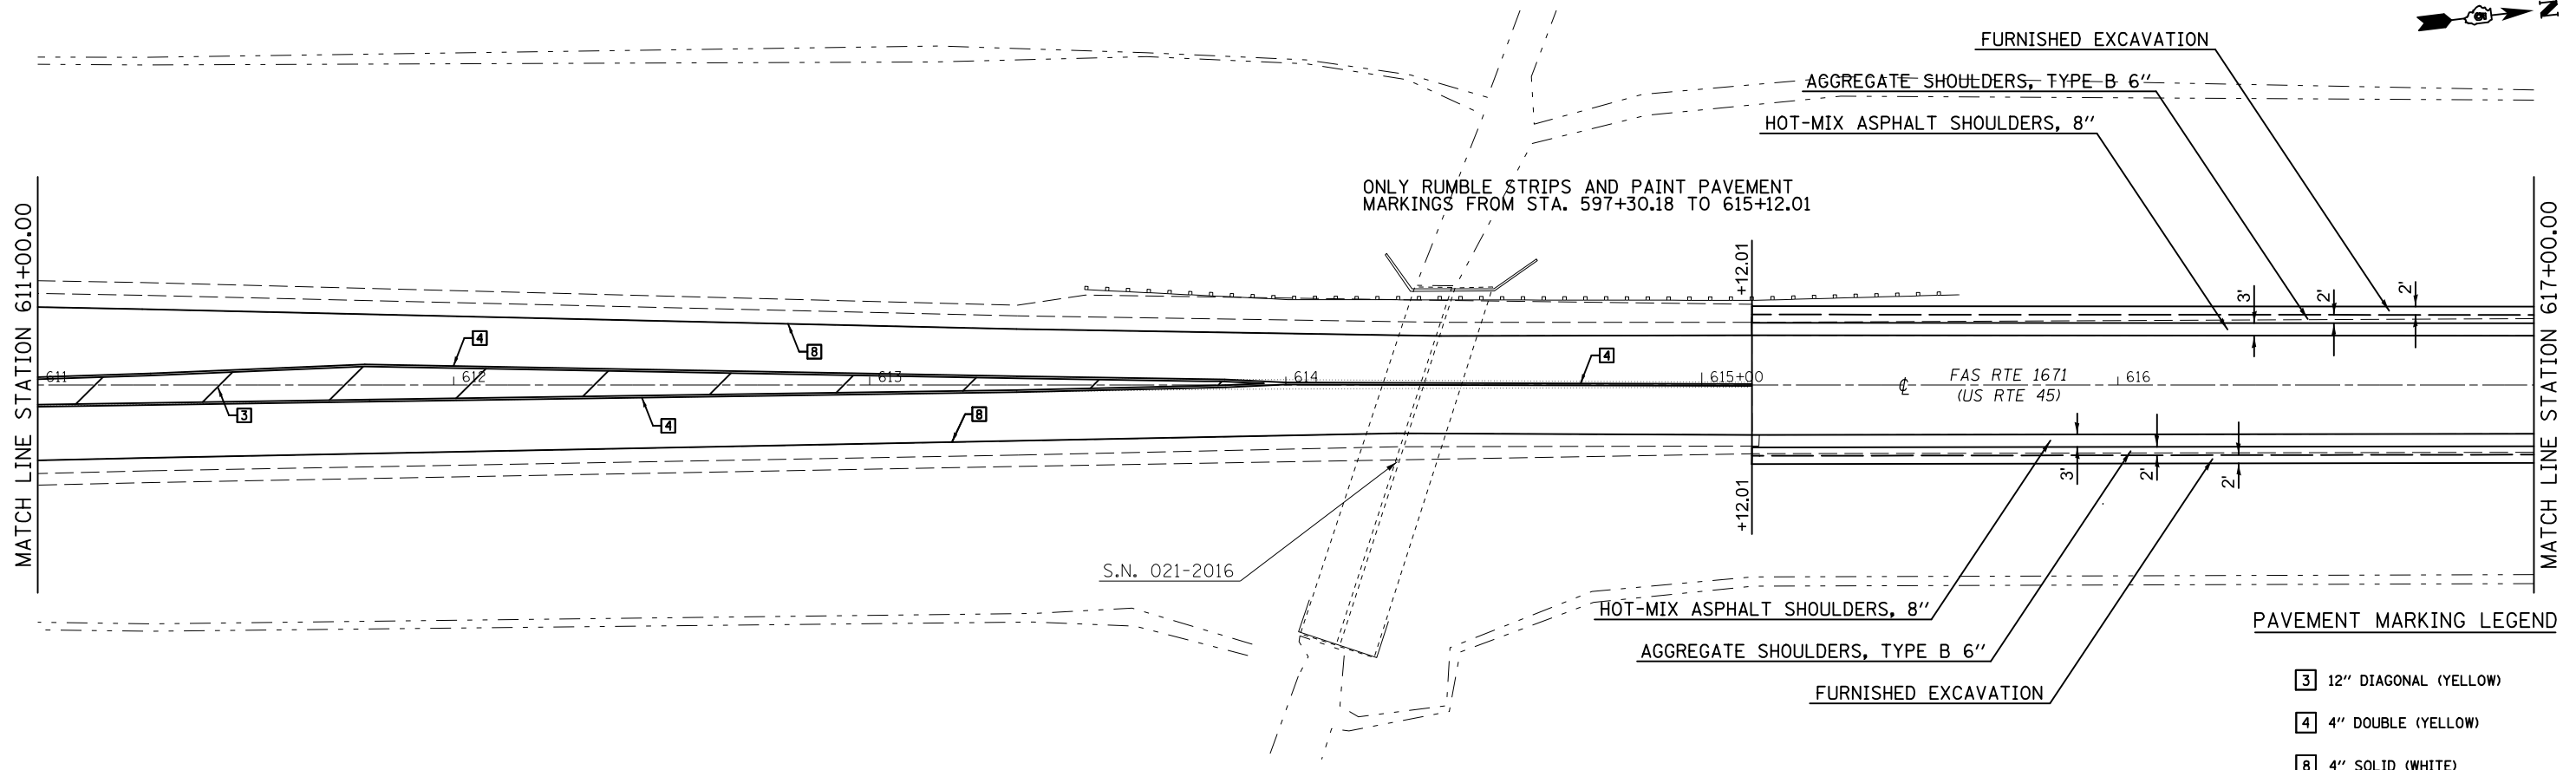 N
FURNISHED EXCAVATION
AGGREGATE SHOULDERS, TYPE B 6"
HOT-MIX ASPHALT SHOULDERS, 8"
ONLY RUMBLE STRIPS AND PAINT PAVEMENT
MARKINGS FROM STA. 597+30.18 TO 615+12.01
MATCH LINE STATION 611+00.00
MATCH LINE STATION 617+00.00
+12.01
3'
2'
2'
4
8
4
611
612
613
614
615+00
616
℄
FAS RTE 1671
(US RTE 45)
3
4
8
3'
2'
2'
+12.01
S.N. 021-2016
HOT-MIX ASPHALT SHOULDERS, 8"
AGGREGATE SHOULDERS, TYPE B 6"
FURNISHED EXCAVATION
PAVEMENT MARKING LEGEND
3 12" DIAGONAL (YELLOW)
4 4" DOUBLE (YELLOW)
8 4" SOLID (WHITE)